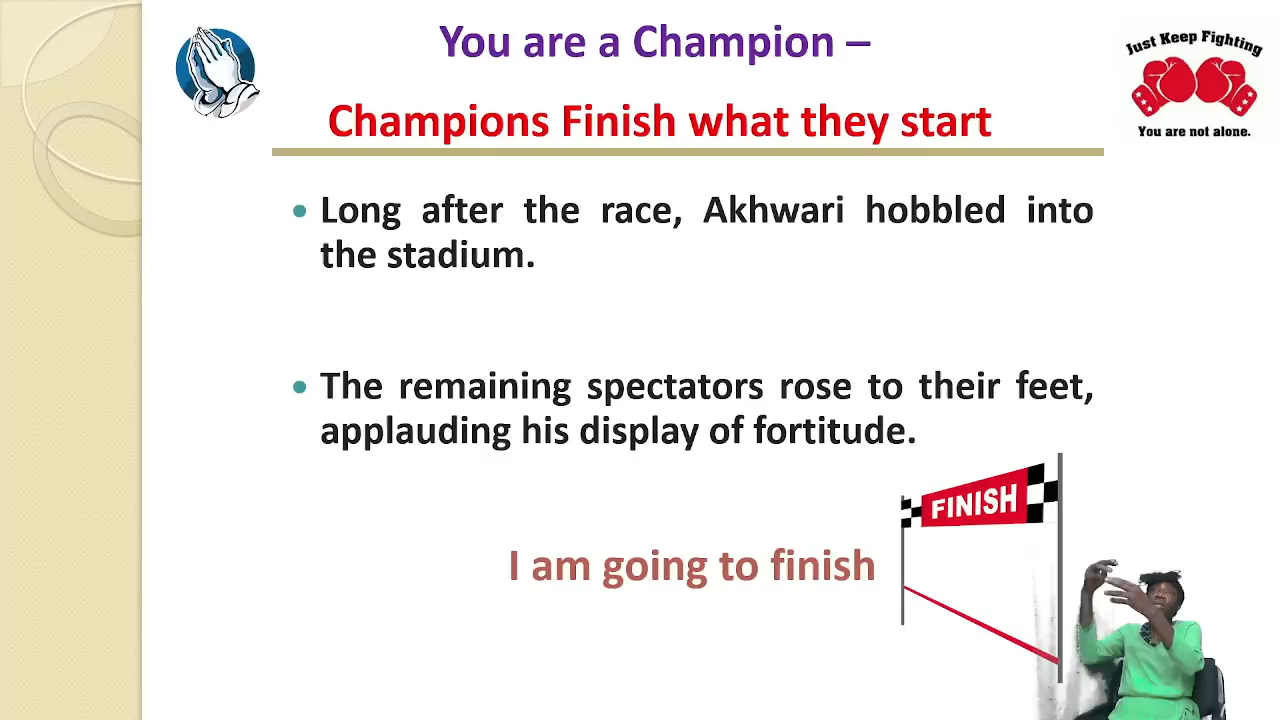 You are a Champion –
Just Keep Fighting
Champions Finish what they start
You are not alone.
Long after the race, Akhwari hobbled into
the stadium.
The remaining spectators rose to their feet,
applauding his display of fortitude.
FINISH
I am going to finish